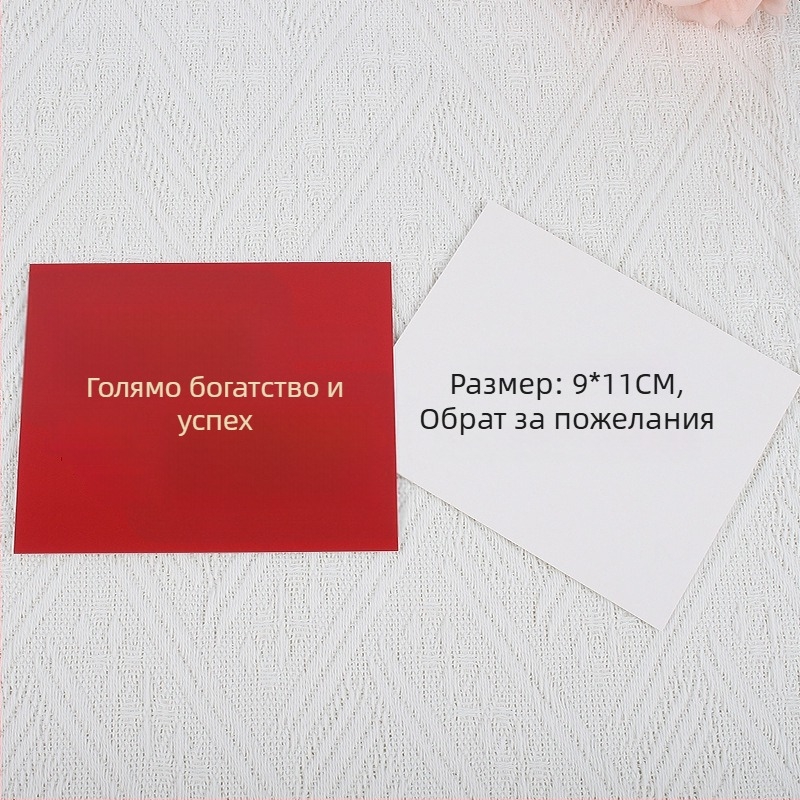 Голямо богатство и
успех
Размер: 9*11CM,
Обрат за пожелания